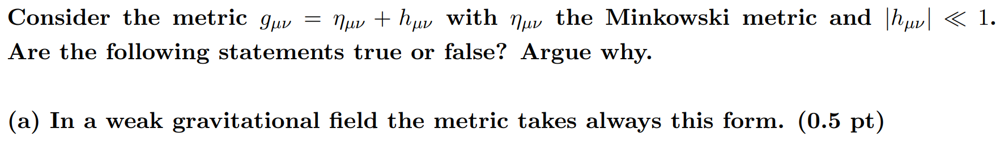 Consider the metric $g_{\mu\nu} = \eta_{\mu\nu} + h_{\mu\nu}$ with $\eta_{\mu\nu}$ the Minkowski metric and $|h_{\mu\nu}| \ll 1$.
Are the following statements true or false? Argue why.
(a) In a weak gravitational field the metric takes always this form. (0.5 pt)